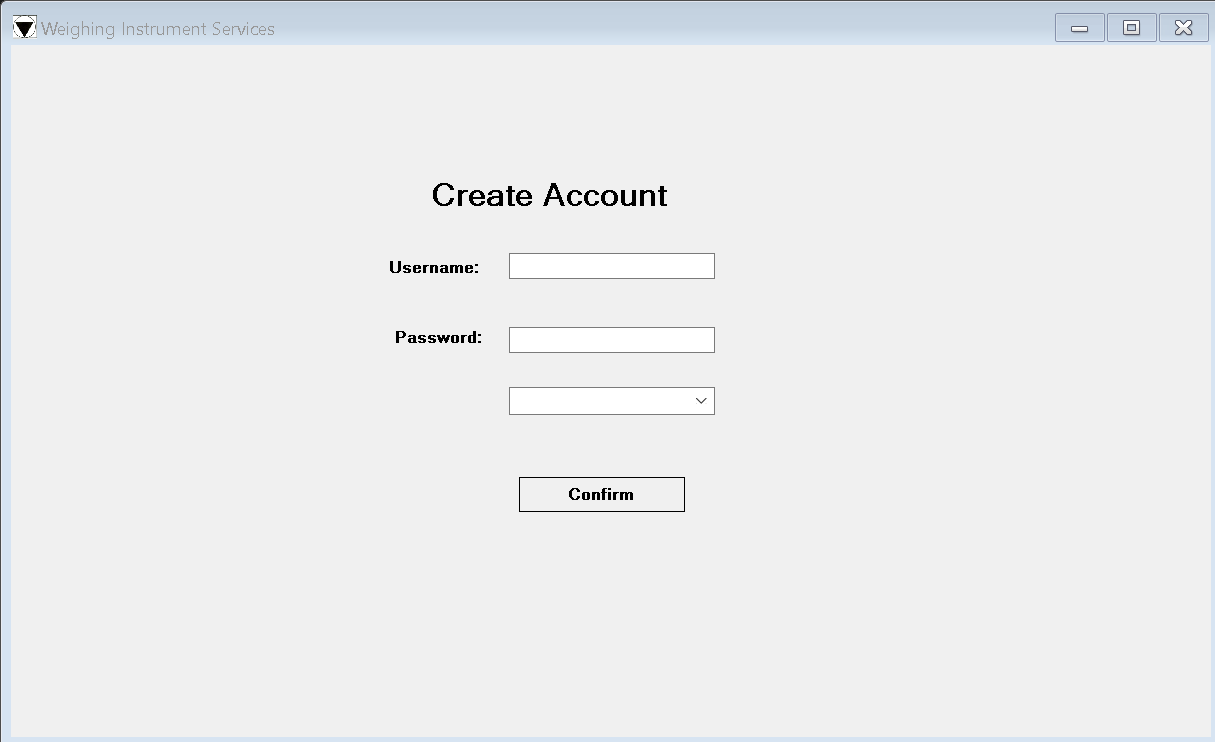 Weighing Instrument Services
Create Account
Username:
Password:
Confirm